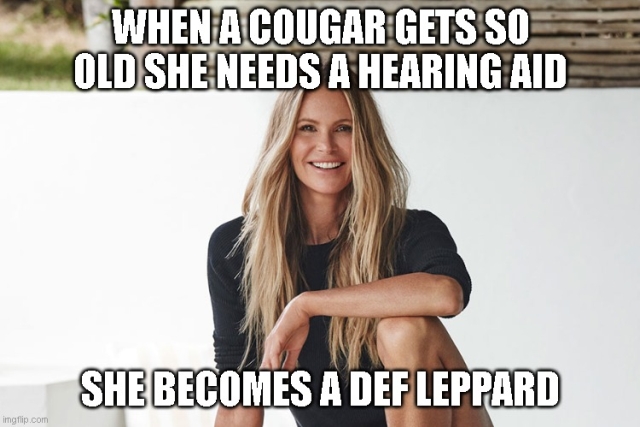 WHEN A COUGAR GETS SO
OLD SHE NEEDS A HEARING AID
SHE BECOMES A DEF LEPPARD
imgflip.com